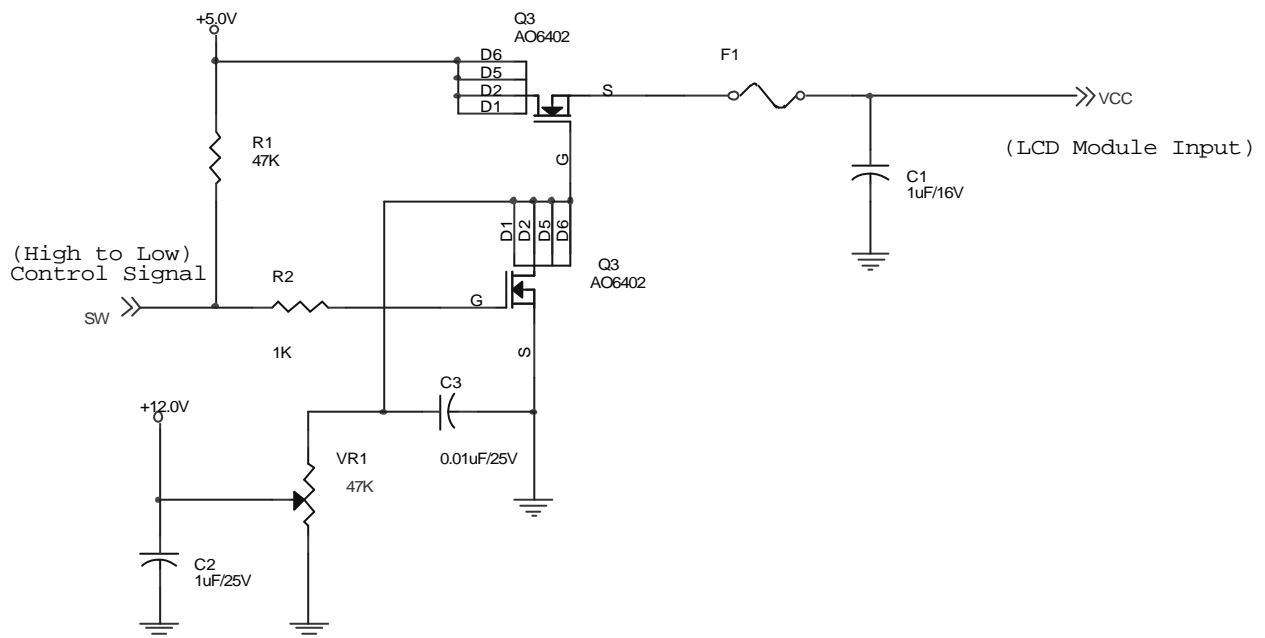 +5.0V
Q3
AO6402
D6
D5
D2
D1
S
F1
VCC
(LCD Module Input)
R1
47K
G
C1
1uF/16V
D1
D2
D5
D6
(High to Low)
Control Signal
SW
R2
1K
G
Q3
AO6402
S
C3
0.01uF/25V
+12.0V
VR1
47K
C2
1uF/25V